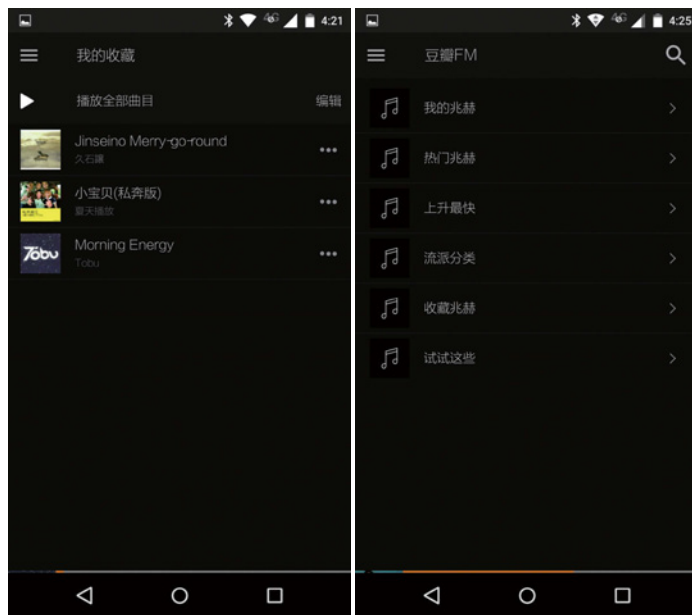 4G 4:21
我的收藏
播放全部曲目 编辑
Jinseino Merry-go-round
久石譲
小宝贝(私奔版)
夏天播放
Tobu
Morning Energy
Tobu
4G 4:25
豆瓣FM
我的兆赫
热门兆赫
上升最快
流派分类
收藏兆赫
试试这些